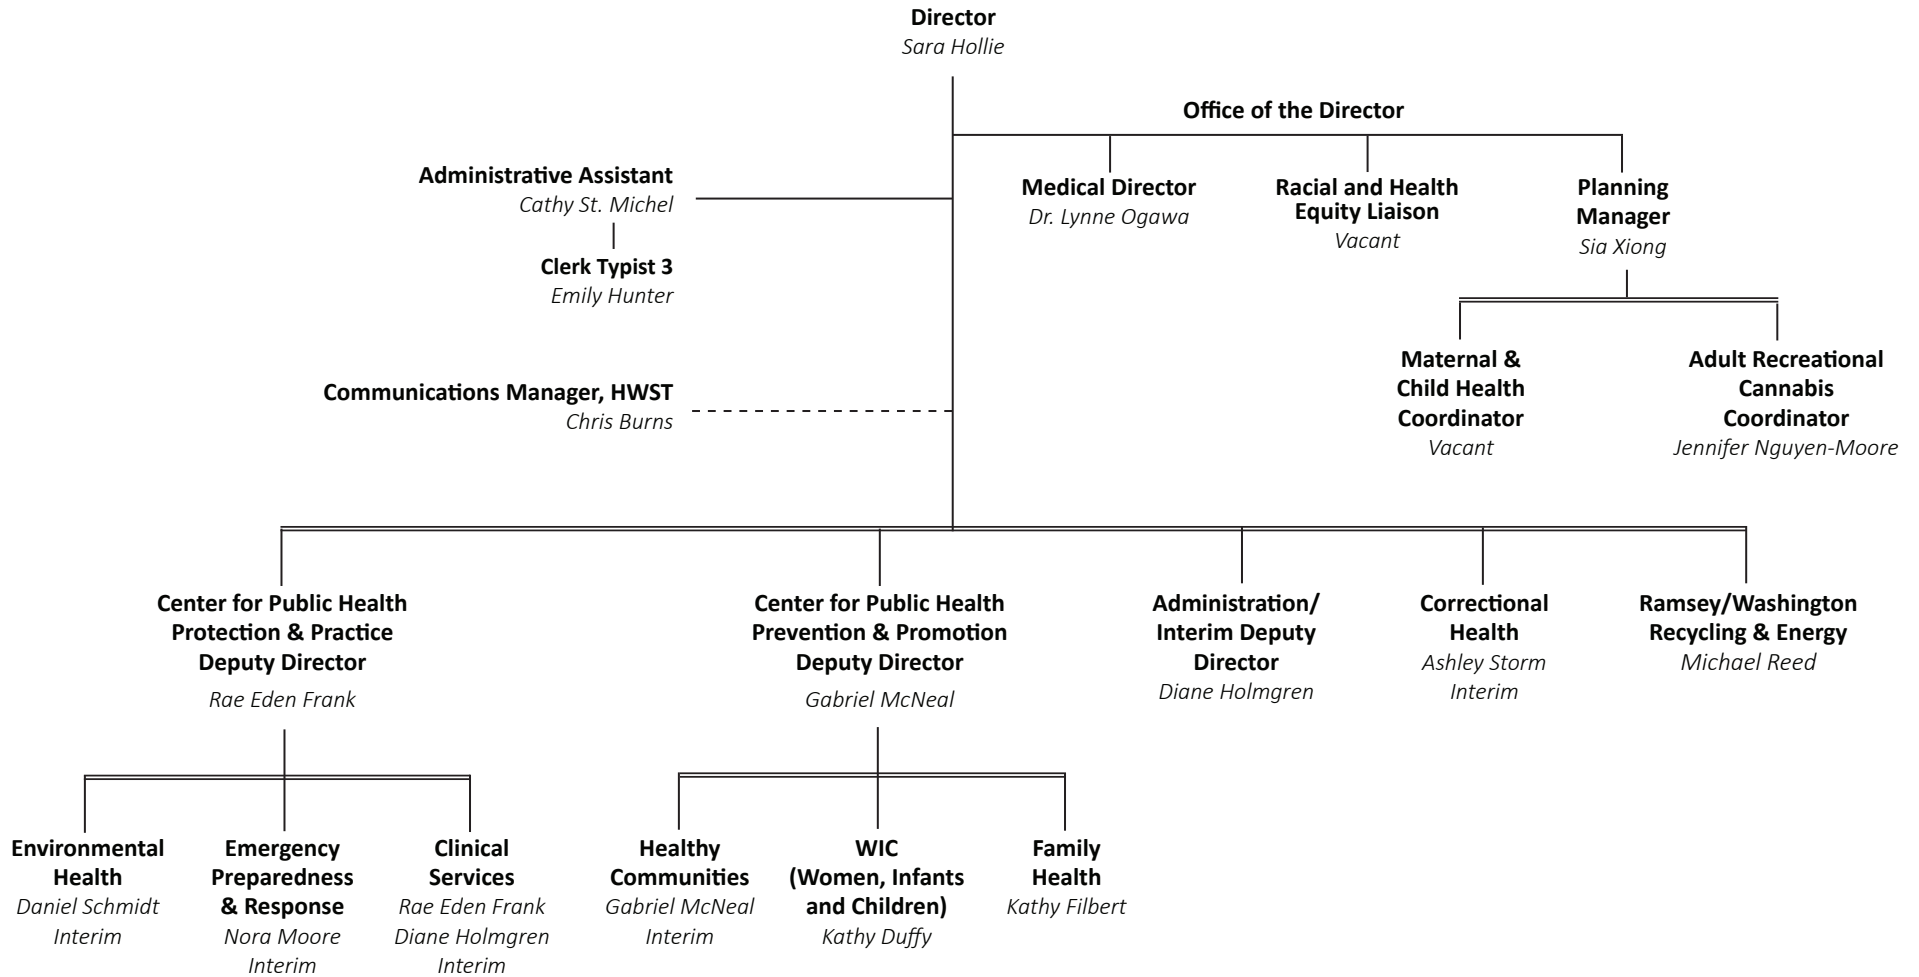 Director
Sara Hollie
Office of the Director
Administrative Assistant
Cathy St. Michel
Clerk Typist 3
Emily Hunter
Medical Director
Dr. Lynne Ogawa
Racial and Health
Equity Liaison
Vacant
Planning
Manager
Sia Xiong
Maternal &
Child Health
Coordinator
Vacant
Adult Recreational
Cannabis
Coordinator
Jennifer Nguyen-Moore
Communications Manager, HWST
Chris Burns
Center for Public Health
Protection & Practice
Deputy Director
Rae Eden Frank
Center for Public Health
Prevention & Promotion
Deputy Director
Gabriel McNeal
Administration/
Interim Deputy
Director
Diane Holmgren
Correctional
Health
Ashley Storm
Interim
Ramsey/Washington
Recycling & Energy
Michael Reed
Environmental
Health
Daniel Schmidt
Interim
Emergency
Preparedness
& Response
Nora Moore
Interim
Clinical
Services
Rae Eden Frank
Diane Holmgren
Interim
Healthy
Communities
Gabriel McNeal
Interim
WIC
(Women, Infants
and Children)
Kathy Duffy
Family
Health
Kathy Filbert